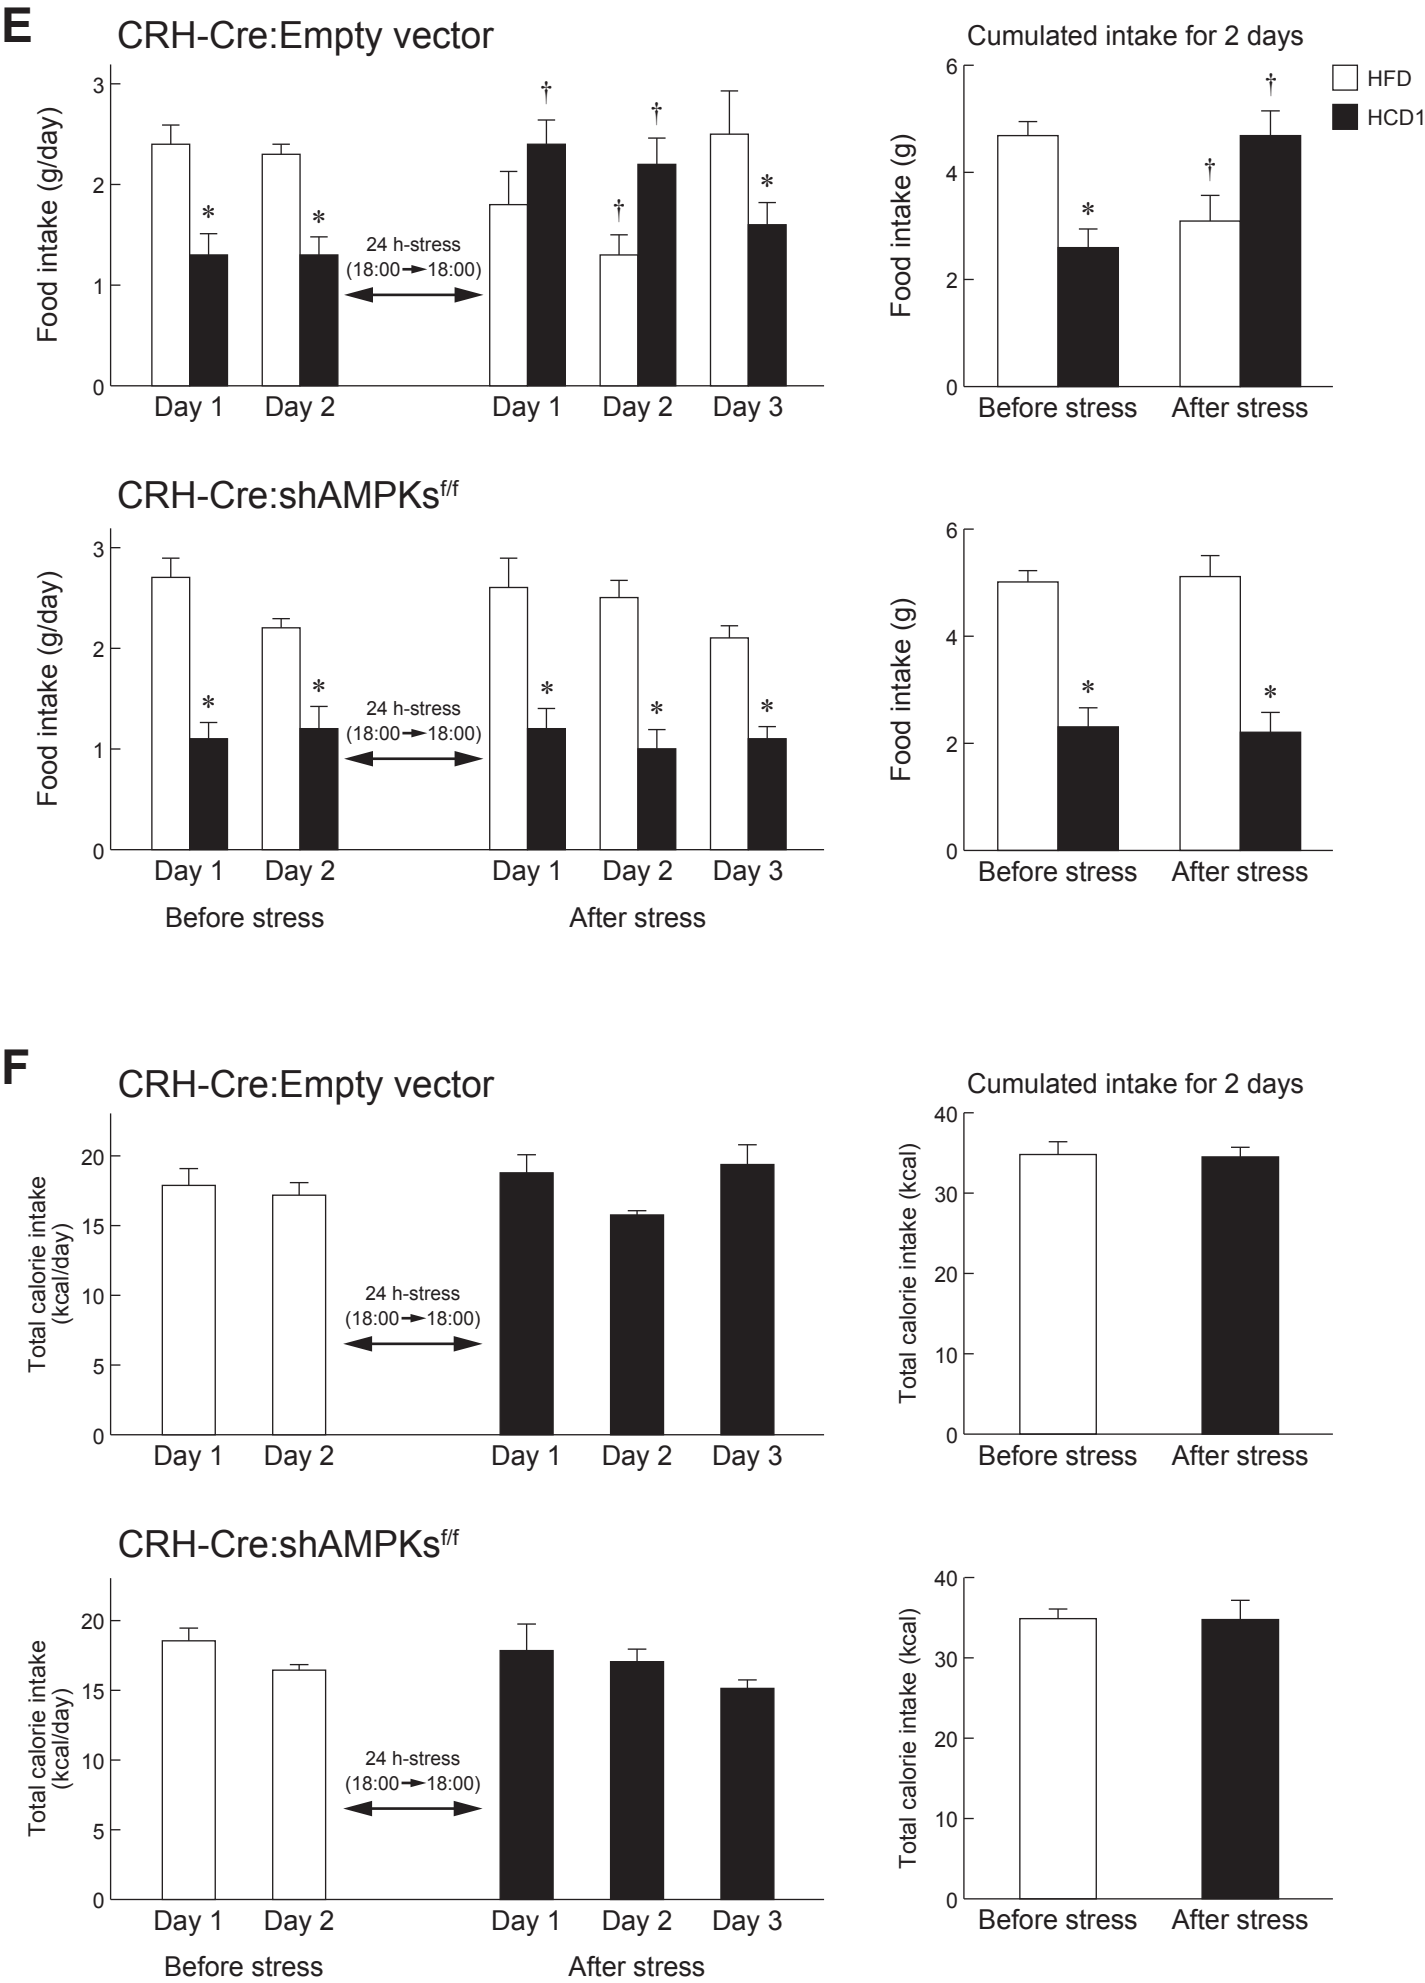 E
CRH-Cre:Empty vector
Cumulated intake for 2 days
HFD
HCD1
Food intake (g/day)
3
2
1
0
*
*
24 h-stress
(18:00→18:00)
†
†
†
*
Day 1
Day 2
Day 1
Day 2
Day 3
Food intake (g)
6
4
2
0
*
†
†
Before stress
After stress
CRH-Cre:shAMPKsf/f
Food intake (g/day)
3
2
1
0
*
*
24 h-stress
(18:00→18:00)
*
*
*
Day 1
Day 2
Day 1
Day 2
Day 3
Before stress
After stress
Food intake (g)
6
4
2
0
*
*
Before stress
After stress
F
CRH-Cre:Empty vector
Cumulated intake for 2 days
Total calorie intake
(kcal/day)
20
15
10
5
0
24 h-stress
(18:00→18:00)
Day 1
Day 2
Day 1
Day 2
Day 3
Total calorie intake (kcal)
40
30
20
10
0
Before stress
After stress
CRH-Cre:shAMPKsf/f
Total calorie intake
(kcal/day)
20
15
10
5
0
24 h-stress
(18:00→18:00)
Day 1
Day 2
Day 1
Day 2
Day 3
Before stress
After stress
Total calorie intake (kcal)
40
30
20
10
0
Before stress
After stress